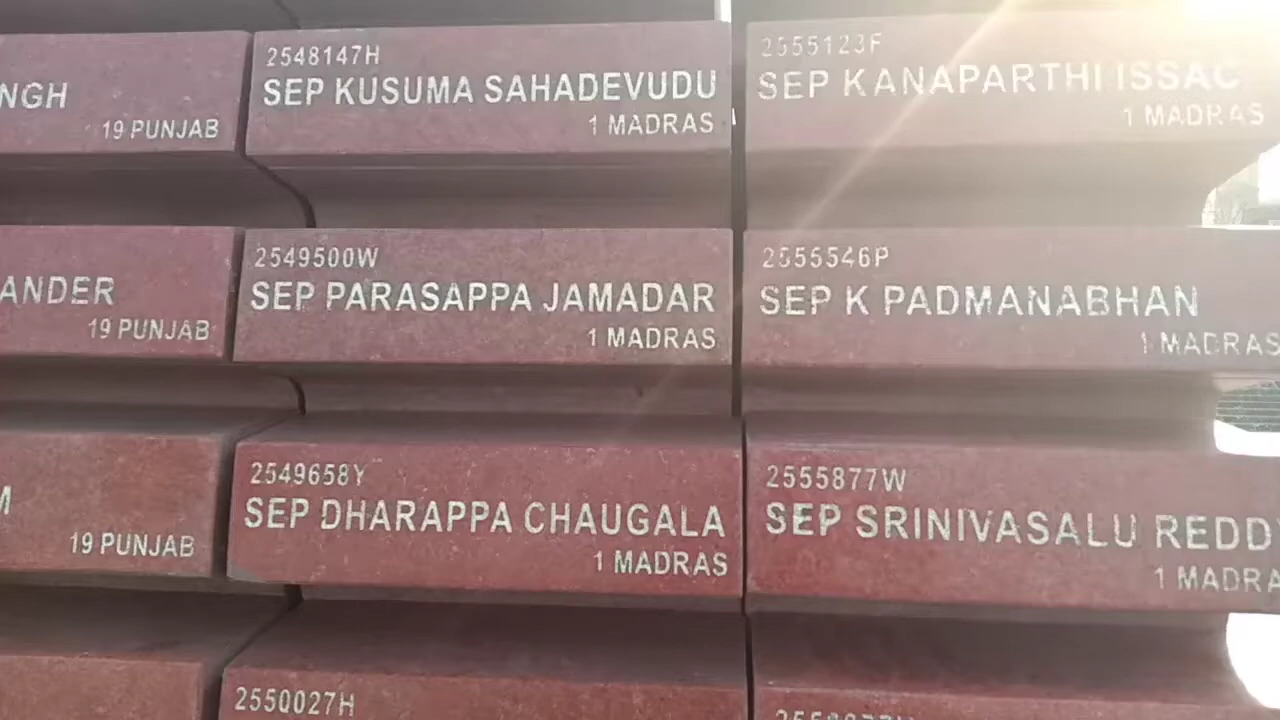 NGH
19 PUNJAB
2548147H
SEP KUSUMA SAHADEVUDU
1 MADRAS
2555123F
SEP KANAPARTHI ISSAC
1 MADRAS
ANDER
19 PUNJAB
2549500W
SEP PARASAPPA JAMADAR
1 MADRAS
2555546P
SEP K PADMANABHAN
1 MADRAS
M
19 PUNJAB
2549658Y
SEP DHARAPPA CHAUGALA
1 MADRAS
2555877W
SEP SRINIVASALU REDD
1 MADRA
2550027H